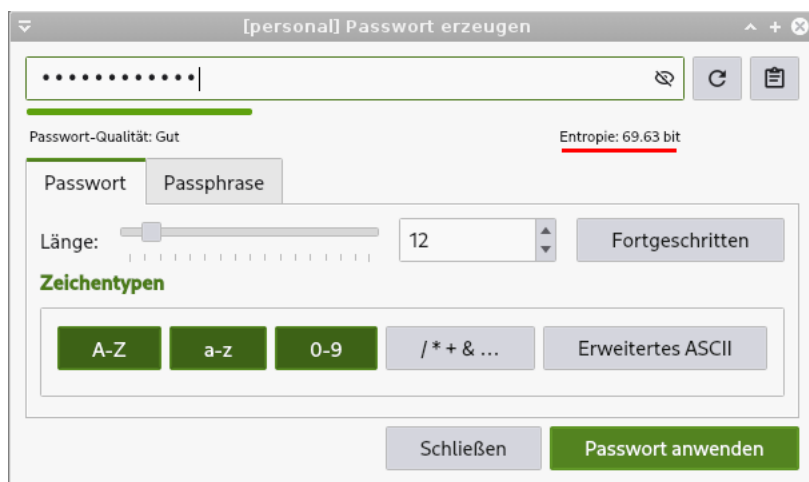 [personal] Passwort erzeugen
••••••••••••
Passwort-Qualität: Gut
Entropie: 69.63 bit
Passwort Passphrase
Länge: 12 Fortgeschritten
Zeichentypen
A-Z a-z 0-9 / * + & ... Erweitertes ASCII
Schließen Passwort anwenden